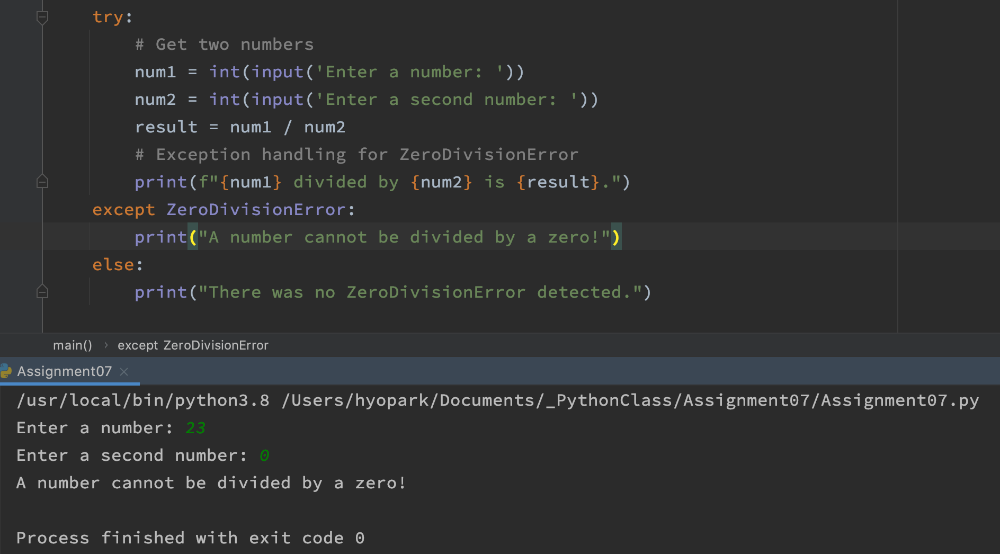 try:
# Get two numbers
num1 = int(input('Enter a number: '))
num2 = int(input('Enter a second number: '))
result = num1 / num2
# Exception handling for ZeroDivisionError
print(f"{num1} divided by {num2} is {result}.")
except ZeroDivisionError:
print("A number cannot be divided by a zero!")
else:
print("There was no ZeroDivisionError detected.")
main() › except ZeroDivisionError
Assignment07 ×
/usr/local/bin/python3.8 /Users/hyopark/Documents/_PythonClass/Assignment07/Assignment07.py
Enter a number: 23
Enter a second number: 0
A number cannot be divided by a zero!
Process finished with exit code 0